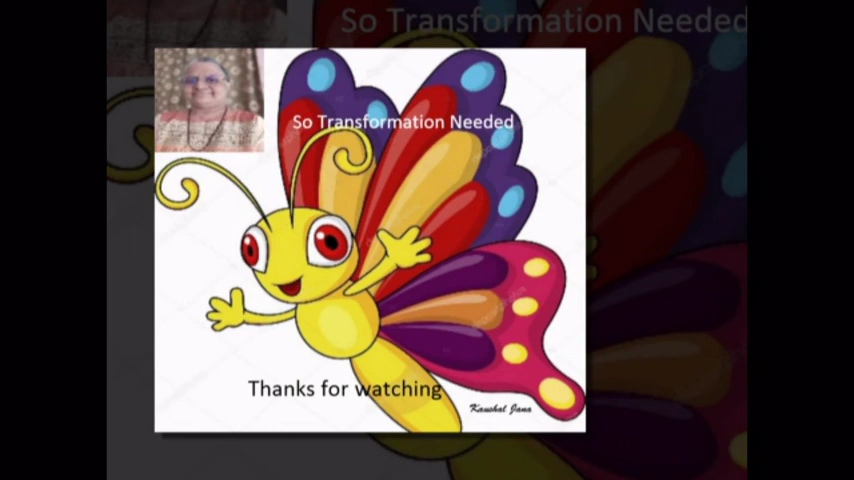 So Transformation Needed
So Transformation Needed
Thanks for watching
Kaushal Jana